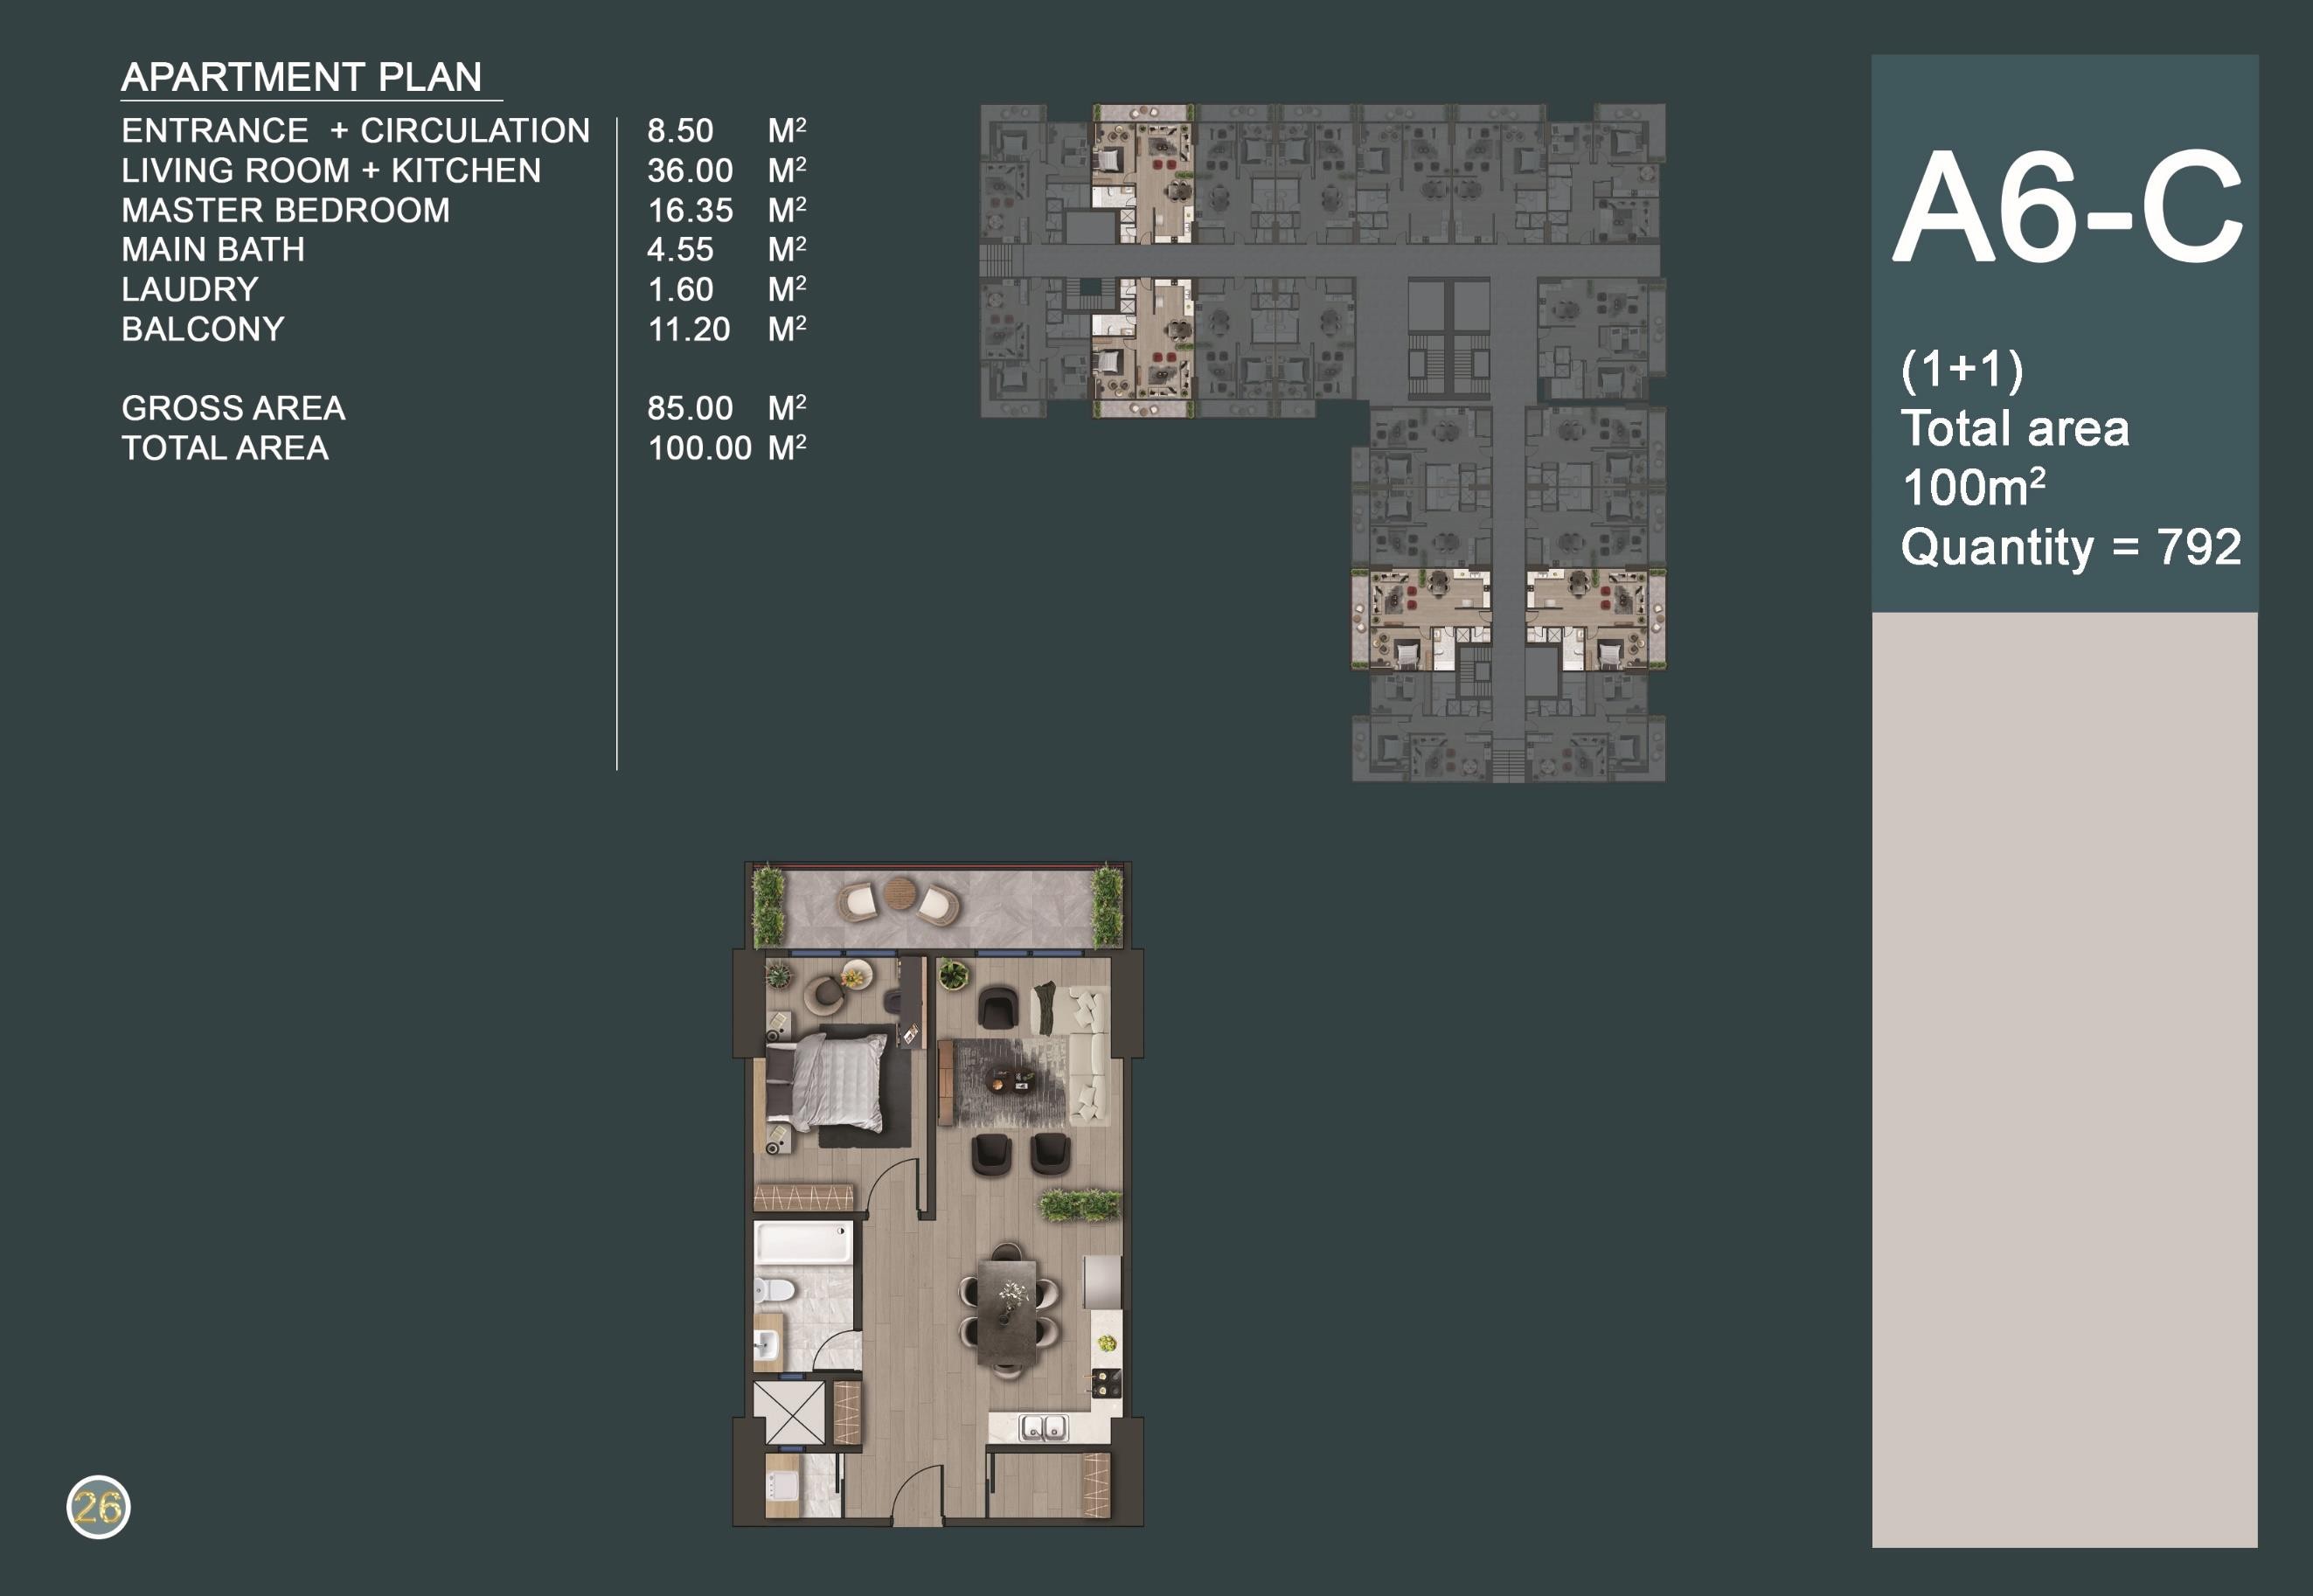 APARTMENT PLAN
ENTRANCE + CIRCULATION 8.50 M²
LIVING ROOM + KITCHEN 36.00 M²
MASTER BEDROOM 16.35 M²
MAIN BATH 4.55 M²
LAUDRY 1.60 M²
BALCONY 11.20 M²
GROSS AREA 85.00 M²
TOTAL AREA 100.00 M²
A6-C
(1+1)
Total area
100m²
Quantity = 792
26